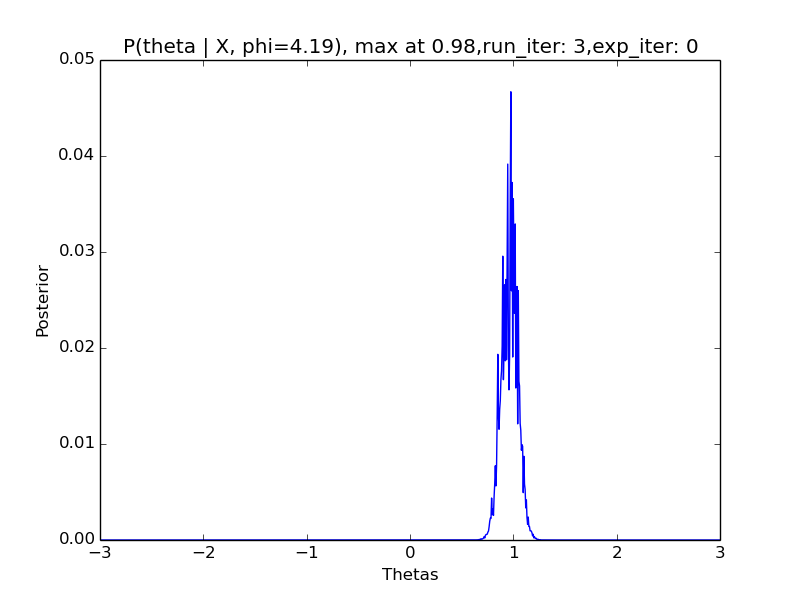 P(theta | X, phi=4.19), max at 0.98,run_iter: 3,exp_iter: 0
0.05
0.04
0.03
0.02
0.01
0.00
Posterior
−3 −2 −1 0 1 2 3
Thetas